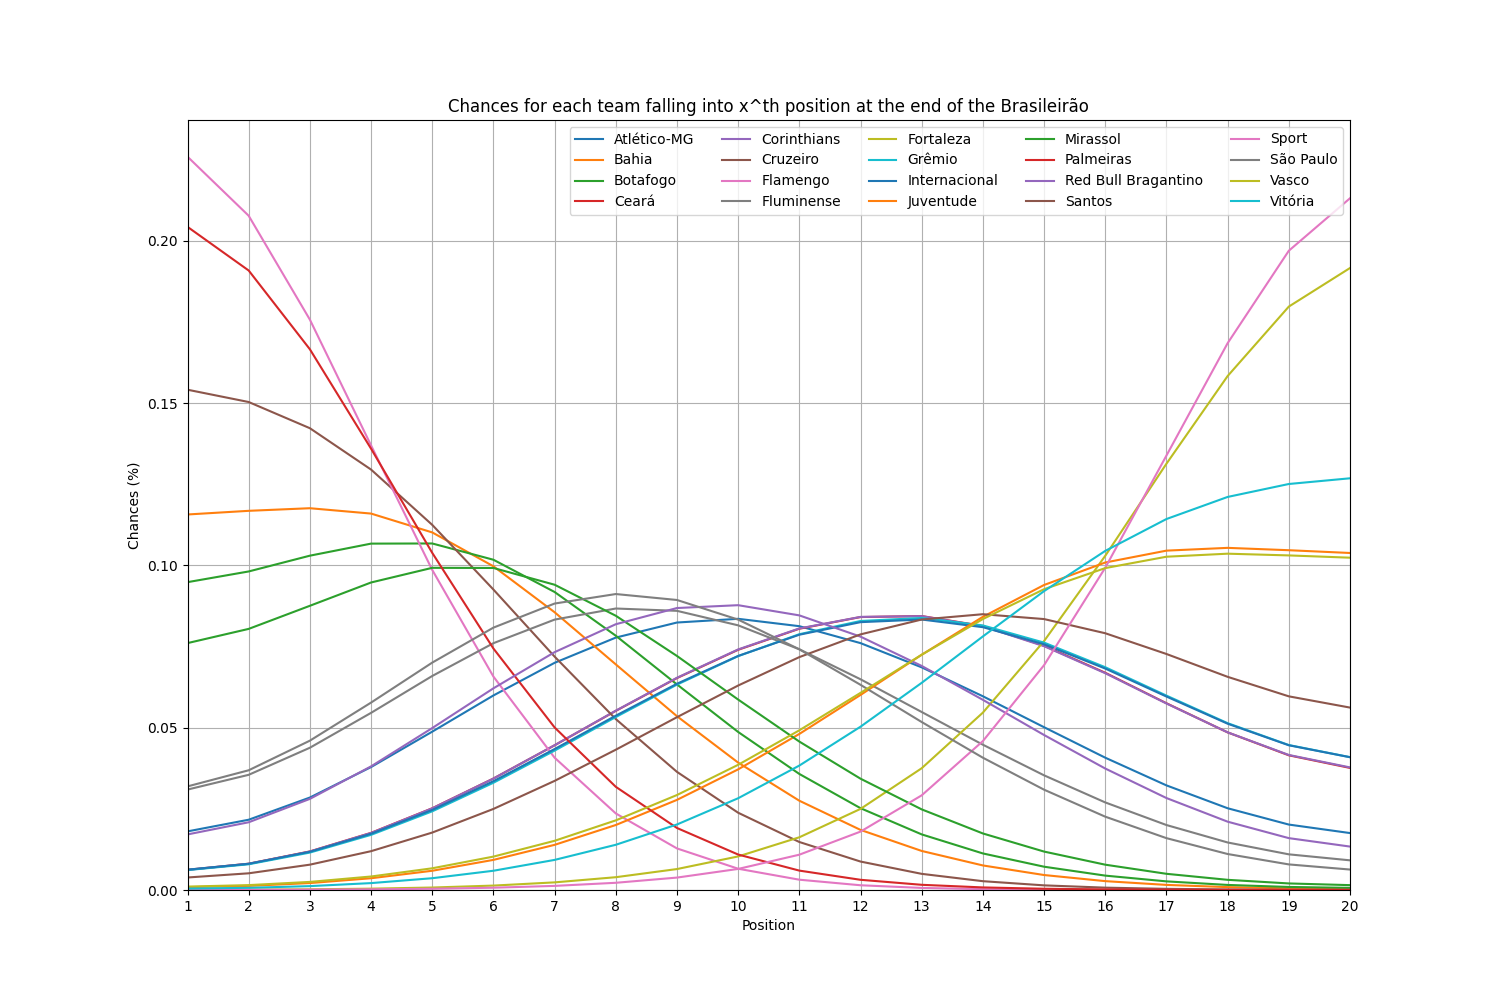 Chances for each team falling into x^th position at the end of the Brasileirão
Atlético-MG Corinthians Fortaleza Mirassol Sport
Bahia Cruzeiro Grêmio Palmeiras São Paulo
Botafogo Flamengo Internacional Red Bull Bragantino Vasco
Ceará Fluminense Juventude Santos Vitória
Chances (%)
0.20
0.15
0.10
0.05
0.00
1 2 3 4 5 6 7 8 9 10 11 12 13 14 15 16 17 18 19 20
Position